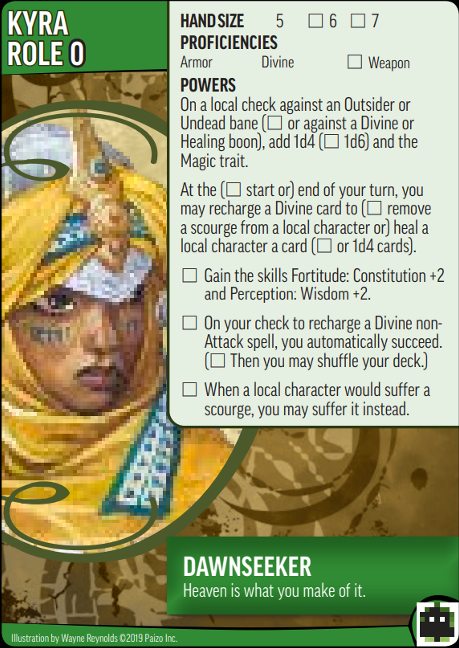 KYRA
ROLE 0
HAND SIZE 5 ☐ 6 ☐ 7
PROFICIENCIES
Armor Divine ☐ Weapon
POWERS
On a local check against an Outsider or
Undead bane (☐ or against a Divine or
Healing boon), add 1d4 (☐ 1d6) and the
Magic trait.
At the (☐ start or) end of your turn, you
may recharge a Divine card to (☐ remove
a scourge from a local character or) heal a
local character a card (☐ or 1d4 cards).
☐ Gain the skills Fortitude: Constitution +2
and Perception: Wisdom +2.
☐ On your check to recharge a Divine non-
Attack spell, you automatically succeed.
(☐ Then you may shuffle your deck.)
☐ When a local character would suffer a
scourge, you may suffer it instead.
DAWNSEEKER
Heaven is what you make of it.
Illustration by Wayne Reynolds ©2019 Paizo Inc.